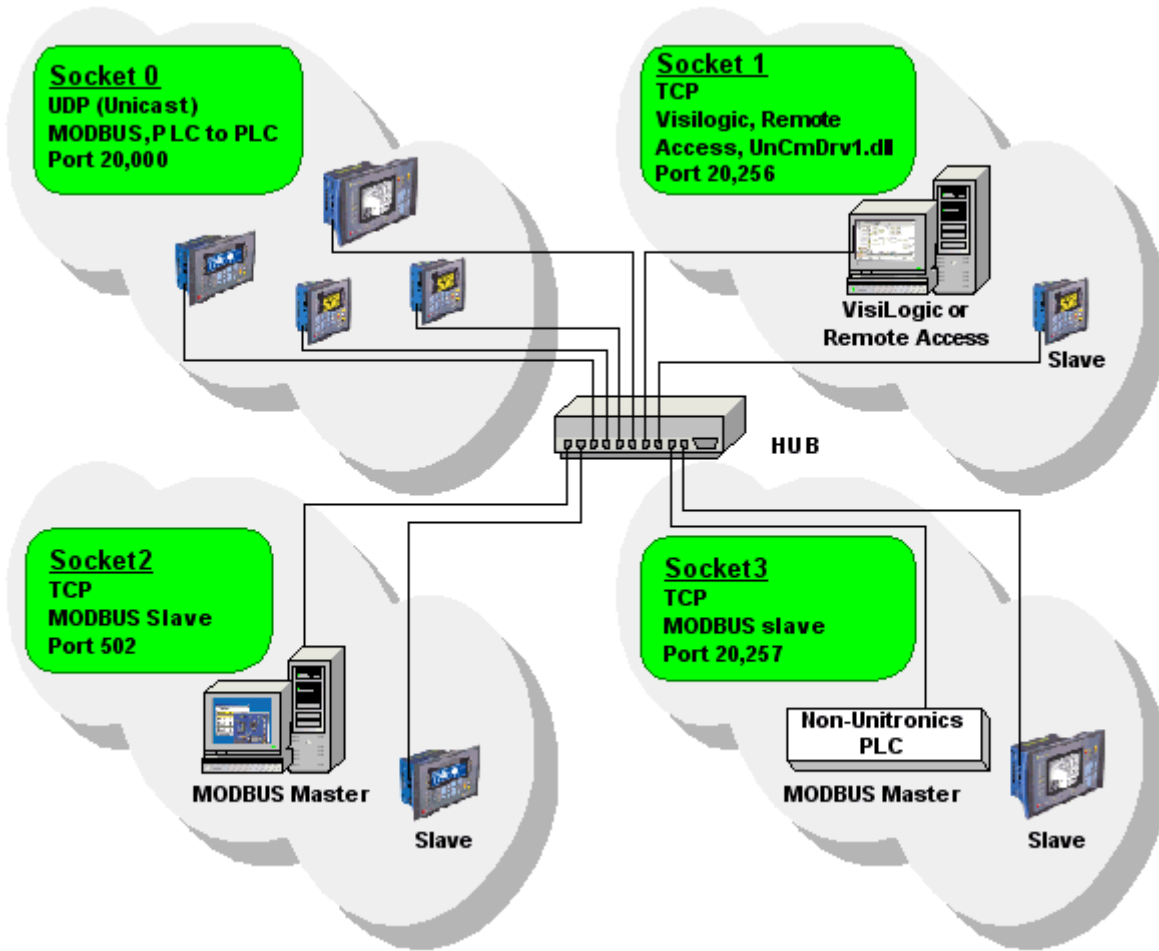 Socket 0
UDP (Unicast)
MODBUS,PLC to PLC
Port 20,000
Socket 1
TCP
Visilogic, Remote
Access, UnCmDrv1.dll
Port 20,256
VisiLogic or
Remote Access
Slave
HUB
Socket2
TCP
MODBUS Slave
Port 502
MODBUS Master
Slave
Socket3
TCP
MODBUS slave
Port 20,257
Non-Unitronics
PLC
MODBUS Master
Slave